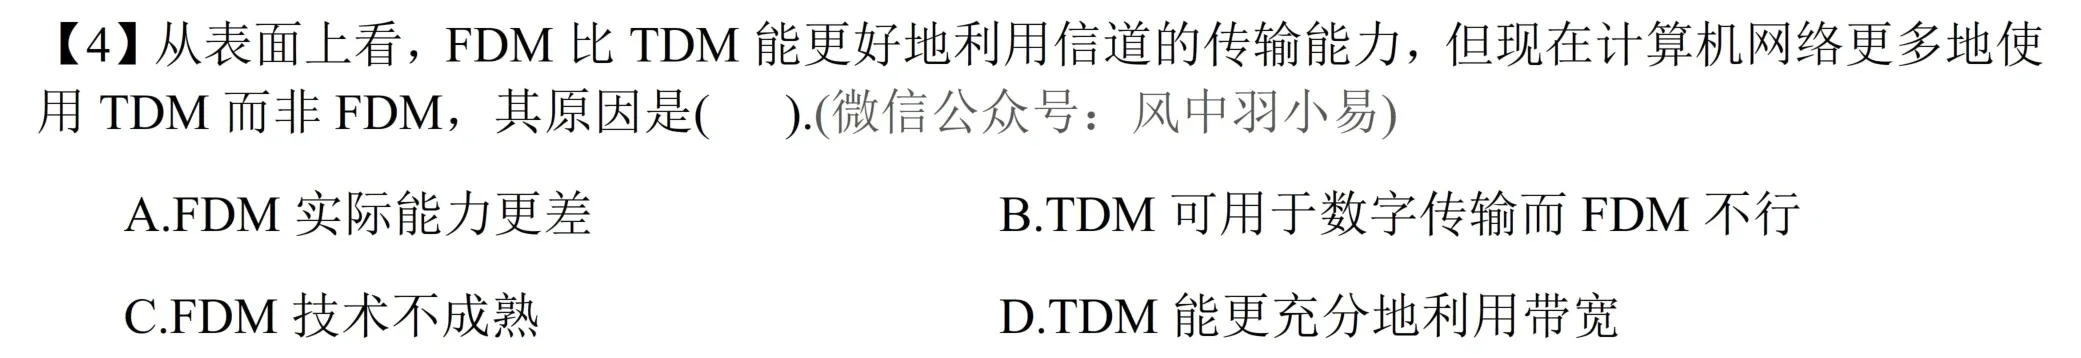 【4】从表面上看，FDM 比 TDM 能更好地利用信道的传输能力，但现在计算机网络更多地使
用 TDM 而非 FDM，其原因是(      ).(微信公众号：风中羽小易)
A.FDM 实际能力更差
B.TDM 可用于数字传输而 FDM 不行
C.FDM 技术不成熟
D.TDM 能更充分地利用带宽